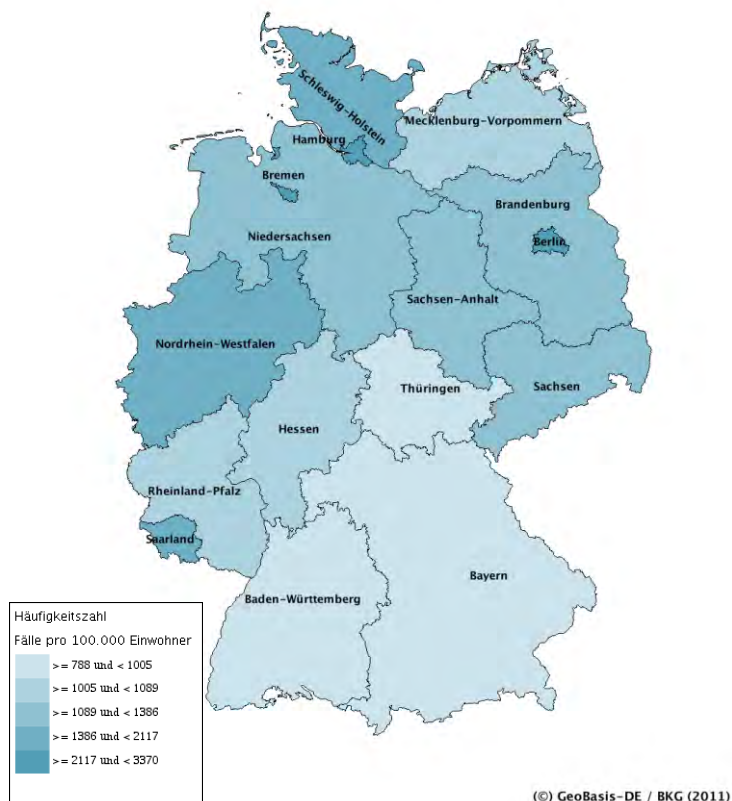 Schleswig-Holstein
Mecklenburg-Vorpommern
Hamburg
Bremen
Brandenburg
Niedersachsen
Berlin
Sachsen-Anhalt
Nordrhein-Westfalen
Thüringen
Sachsen
Hessen
Rheinland-Pfalz
Saarland
Bayern
Baden-Württemberg
Häufigkeitszahl
Fälle pro 100.000 Einwohner
>= 788 und < 1005
>= 1005 und < 1089
>= 1089 und < 1386
>= 1386 und < 2117
>= 2117 und < 3370
(©) GeoBasis-DE / BKG (2011)